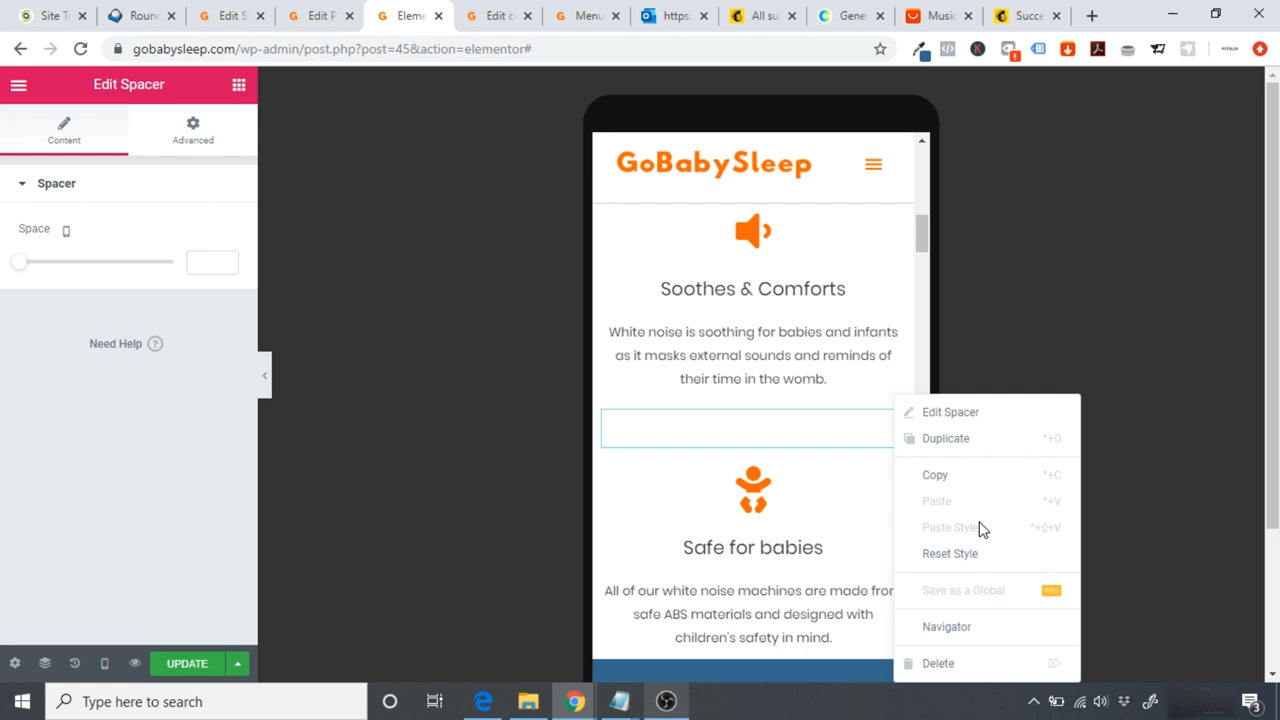 Site T
Roun
Edit S
Edit P
Eleme
Edit c
Menu
https:
All su
Gene
Music
Succe
gobabysleep.com/wp-admin/post.php?post=45&action=elementor#
Edit Spacer
Content
Advanced
Spacer
Space
Need Help ?
UPDATE
GoBabySleep
Soothes & Comforts
White noise is soothing for babies and infants
as it masks external sounds and reminds of
their time in the womb.
Safe for babies
All of our white noise machines are made from
safe ABS materials and designed with
children's safety in mind.
Edit Spacer
Duplicate ^+D
Copy ^+C
Paste ^+V
Paste Style ^+⇧+V
Reset Style
Save as a Global PRO
Navigator
Delete
Type here to search
3